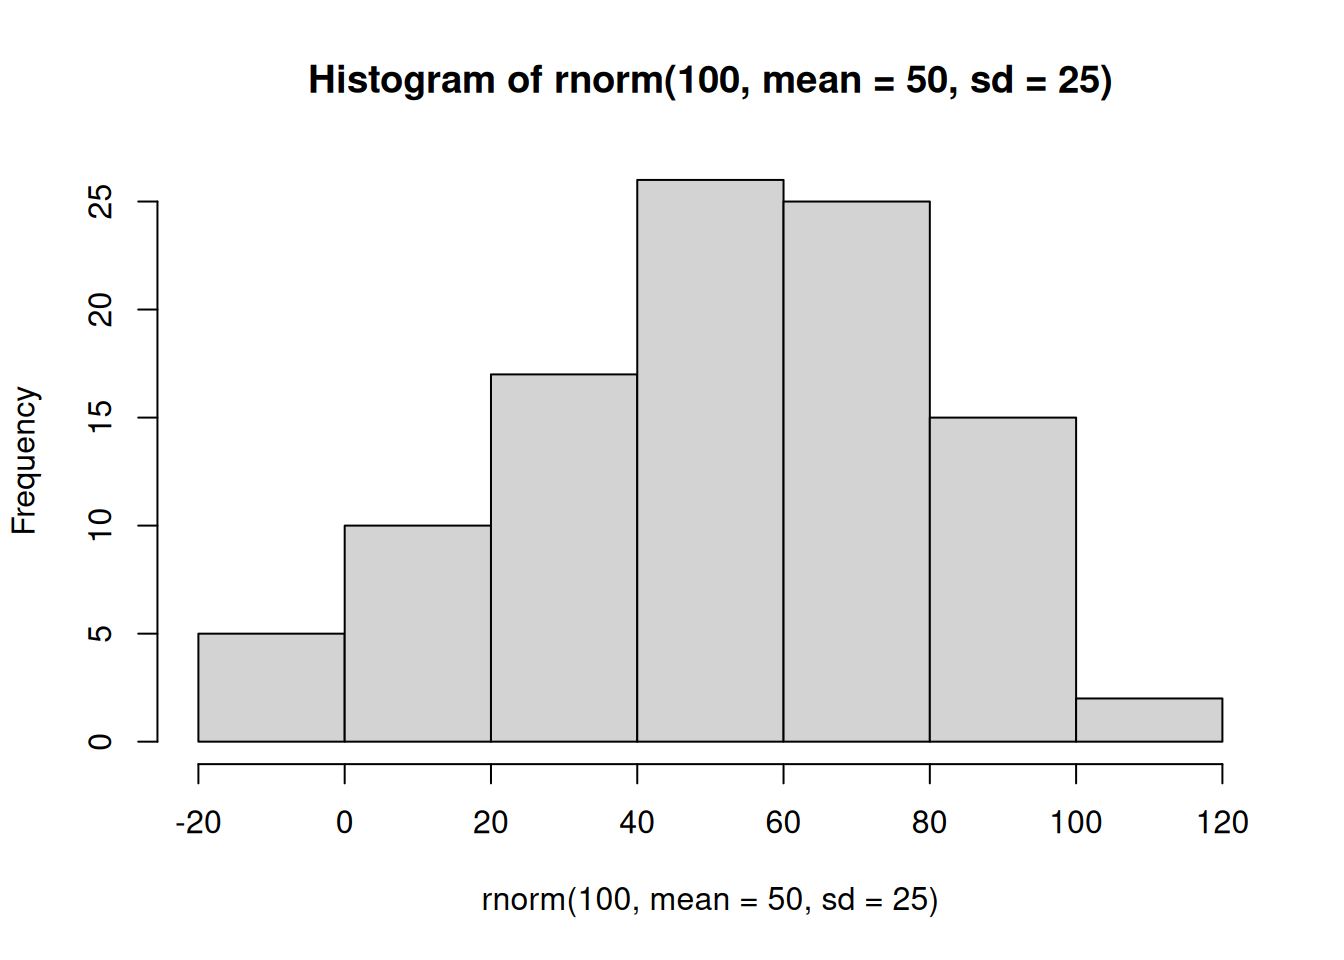 Histogram of rnorm(100, mean = 50, sd = 25)
25
20
15
10
5
0
Frequency
-20 0 20 40 60 80 100 120
rnorm(100, mean = 50, sd = 25)